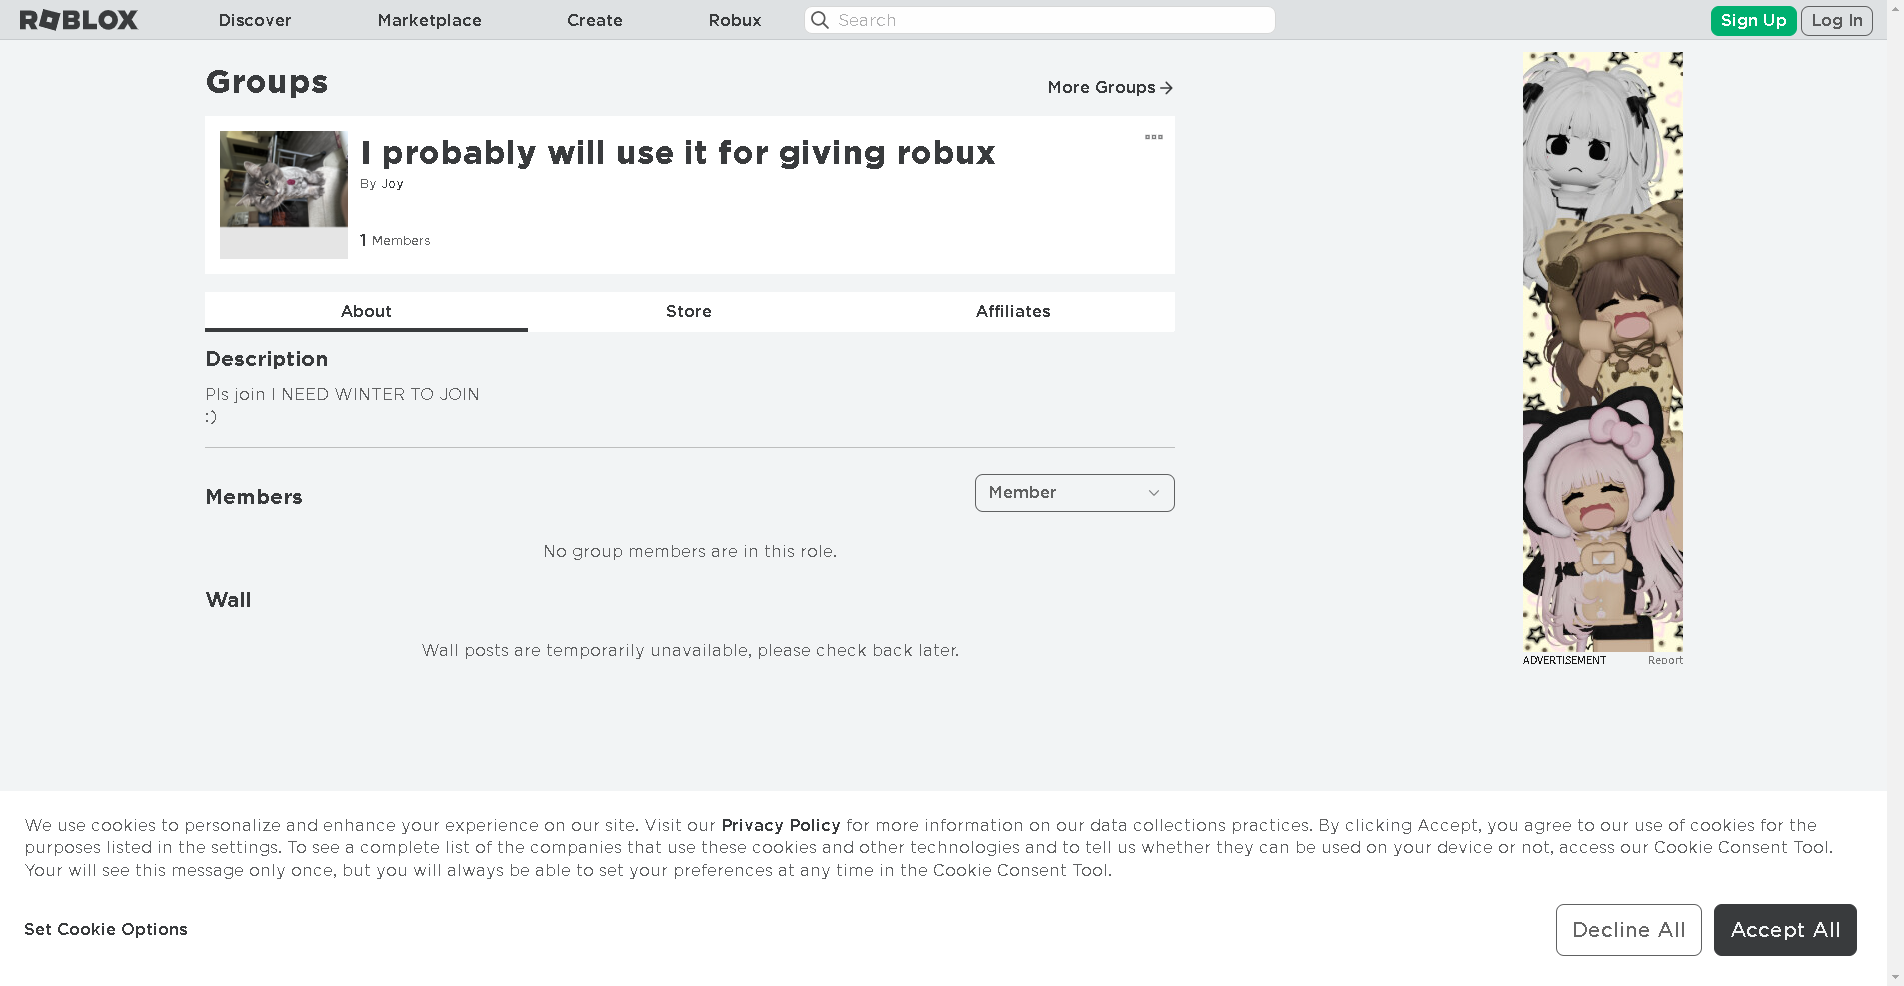 ROBLOX
Discover
Marketplace
Create
Robux
Search
Sign Up
Log In
Groups
More Groups
I probably will use it for giving robux
By Joy
1 Members
About
Store
Affiliates
Description
Pls join I NEED WINTER TO JOIN
:)
Members
Member
No group members are in this role.
Wall
Wall posts are temporarily unavailable, please check back later.
ADVERTISEMENT
Report
We use cookies to personalize and enhance your experience on our site. Visit our Privacy Policy for more information on our data collections practices. By clicking Accept, you agree to our use of cookies for the
purposes listed in the settings. To see a complete list of the companies that use these cookies and other technologies and to tell us whether they can be used on your device or not, access our Cookie Consent Tool.
Your will see this message only once, but you will always be able to set your preferences at any time in the Cookie Consent Tool.
Set Cookie Options
Decline All
Accept All